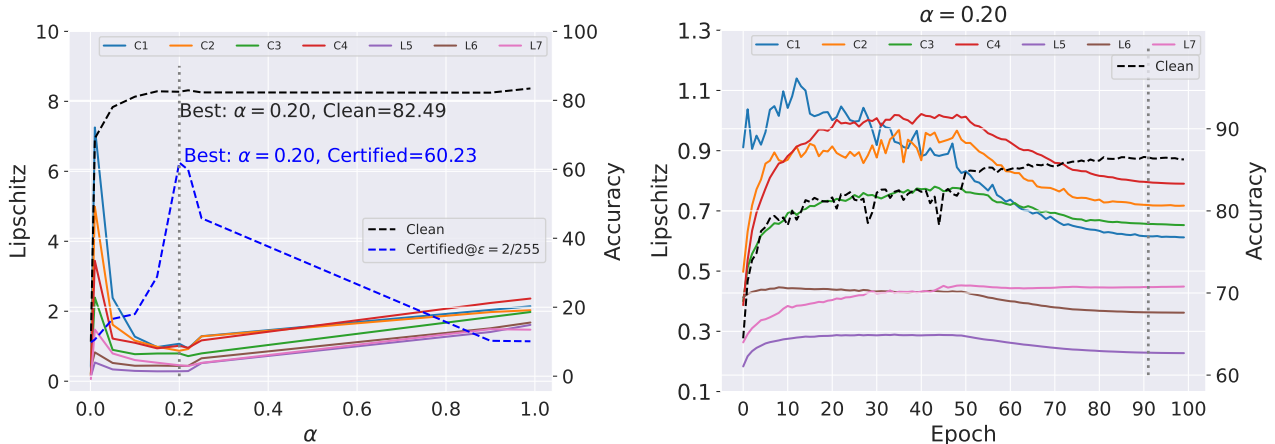 α = 0.20
10
8
6
4
2
0
100
80
60
40
20
0
C1 C2 C3 C4 L5 L6 L7
Best: α = 0.20, Clean=82.49
Best: α = 0.20, Certified=60.23
Clean
Certified@ε = 2/255
Lipschitz
Accuracy
0.0 0.2 0.4 0.6 0.8 1.0
α
1.3
1.1
0.9
0.7
0.5
0.3
0.1
90
80
70
60
C1 C2 C3 C4 L5 L6 L7
Clean
Lipschitz
Accuracy
0 10 20 30 40 50 60 70 80 90 100
Epoch